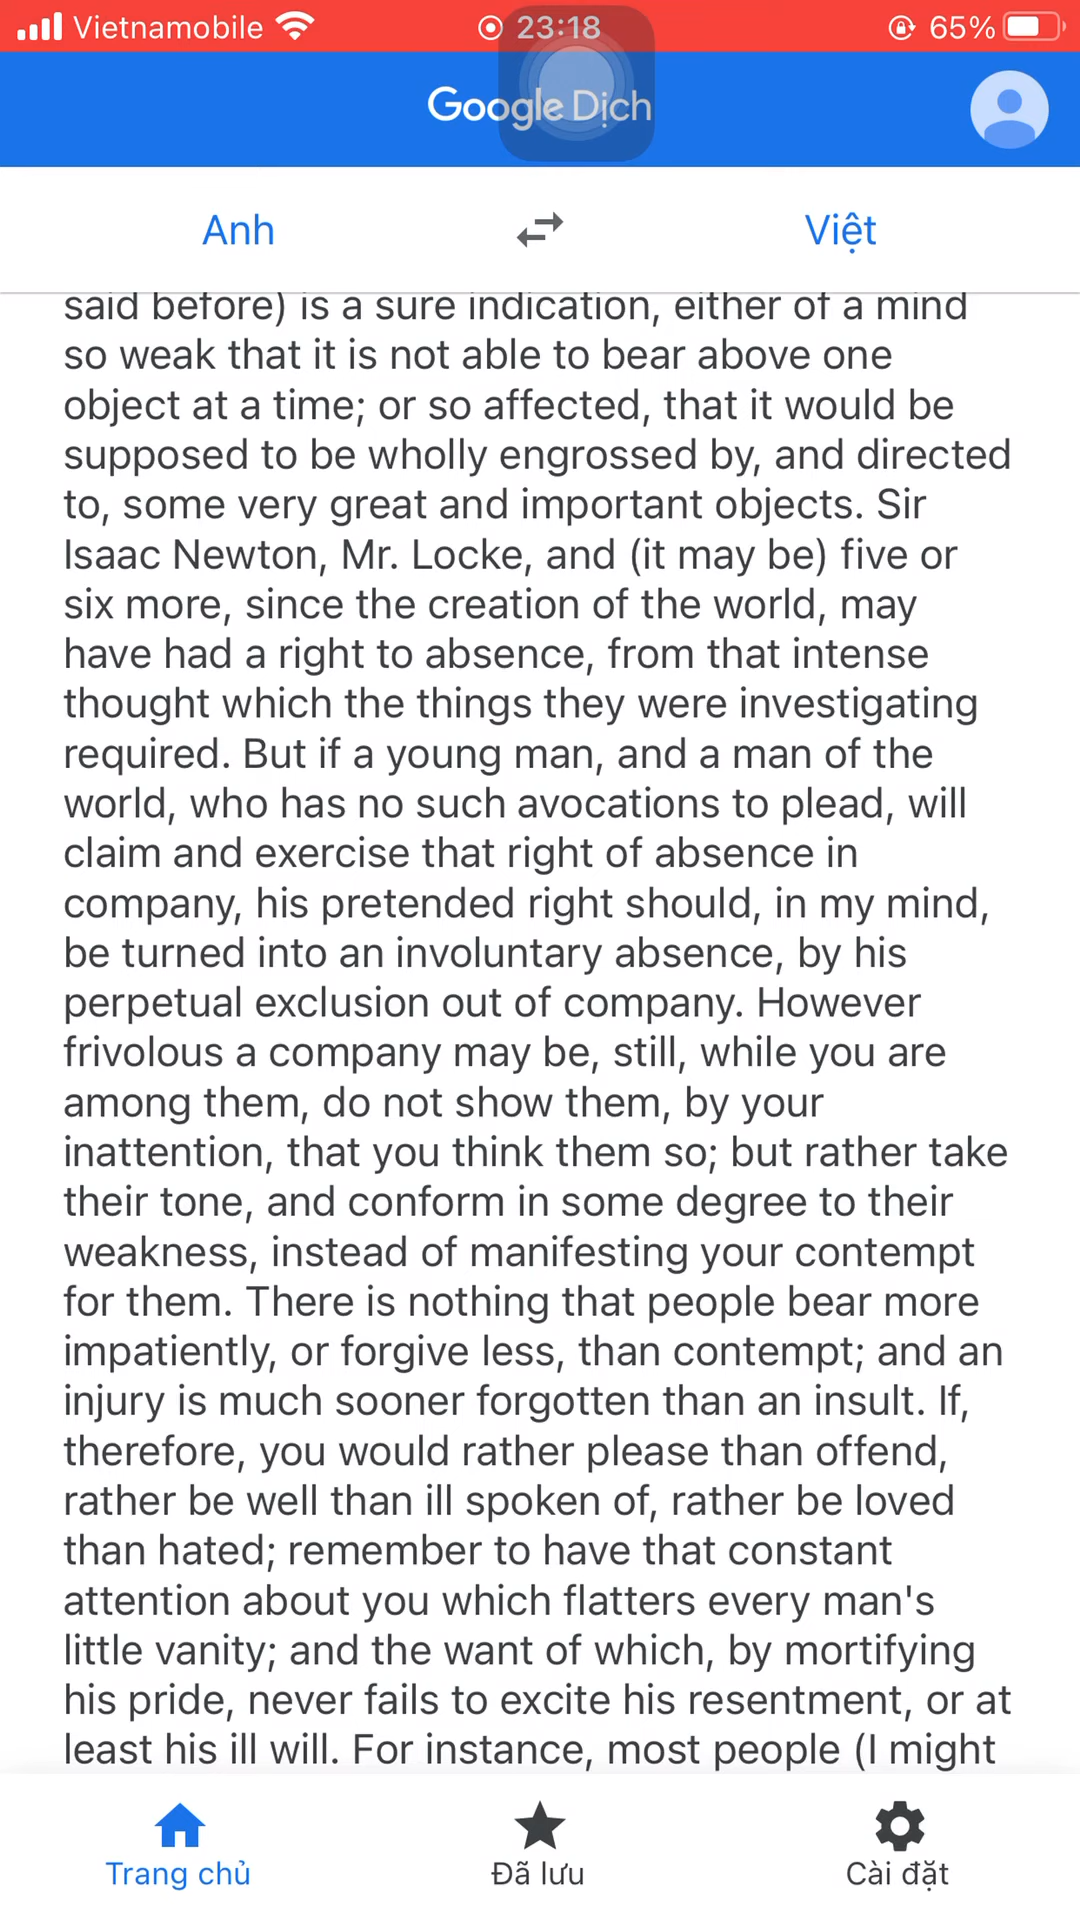 Vietnamobile 23:18 65%
Google Dịch
Anh Việt
said before) is a sure indication, either of a mind
so weak that it is not able to bear above one
object at a time; or so affected, that it would be
supposed to be wholly engrossed by, and directed
to, some very great and important objects. Sir
Isaac Newton, Mr. Locke, and (it may be) five or
six more, since the creation of the world, may
have had a right to absence, from that intense
thought which the things they were investigating
required. But if a young man, and a man of the
world, who has no such avocations to plead, will
claim and exercise that right of absence in
company, his pretended right should, in my mind,
be turned into an involuntary absence, by his
perpetual exclusion out of company. However
frivolous a company may be, still, while you are
among them, do not show them, by your
inattention, that you think them so; but rather take
their tone, and conform in some degree to their
weakness, instead of manifesting your contempt
for them. There is nothing that people bear more
impatiently, or forgive less, than contempt; and an
injury is much sooner forgotten than an insult. If,
therefore, you would rather please than offend,
rather be well than ill spoken of, rather be loved
than hated; remember to have that constant
attention about you which flatters every man's
little vanity; and the want of which, by mortifying
his pride, never fails to excite his resentment, or at
least his ill will. For instance, most people (I might
Trang chủ Đã lưu Cài đặt